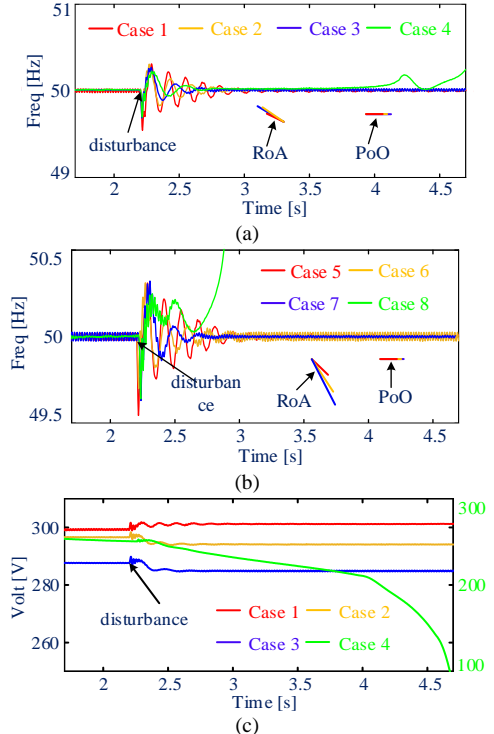 51
Case 1 Case 2 Case 3 Case 4
Freq [Hz]
50
disturbance
RoA
PoO
49
2 2.5 3 3.5 4 4.5
Time [s]
(a)
50.5
Case 5 Case 6
Case 7 Case 8
Freq [Hz]
50
disturban
ce
RoA
PoO
49.5
2 2.5 3 3.5 4 4.5
Time [s]
(b)
300
300
Volt [V]
280
200
disturbance
Case 1 Case 2
Case 3 Case 4
260
100
2 2.5 3 3.5 4 4.5
Time [s]
(c)